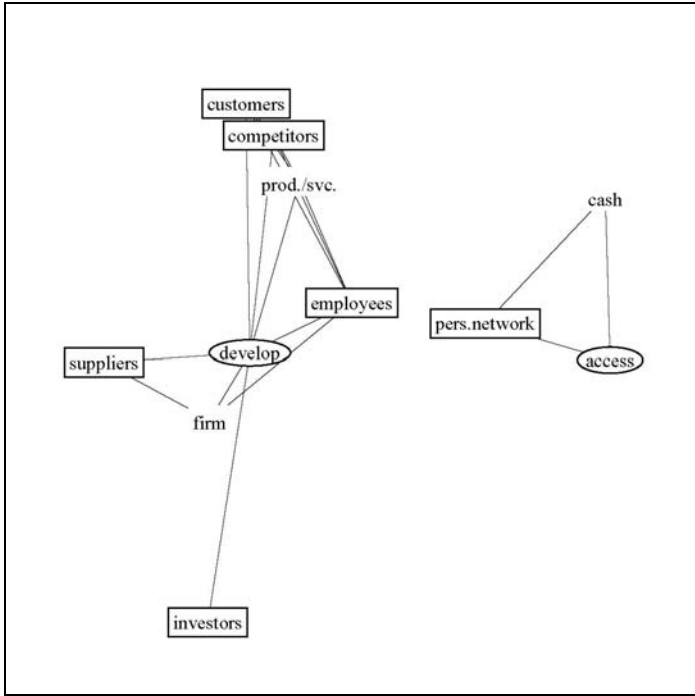 customers
competitors
prod./svc.
cash
employees
pers.network
develop
access
suppliers
firm
investors